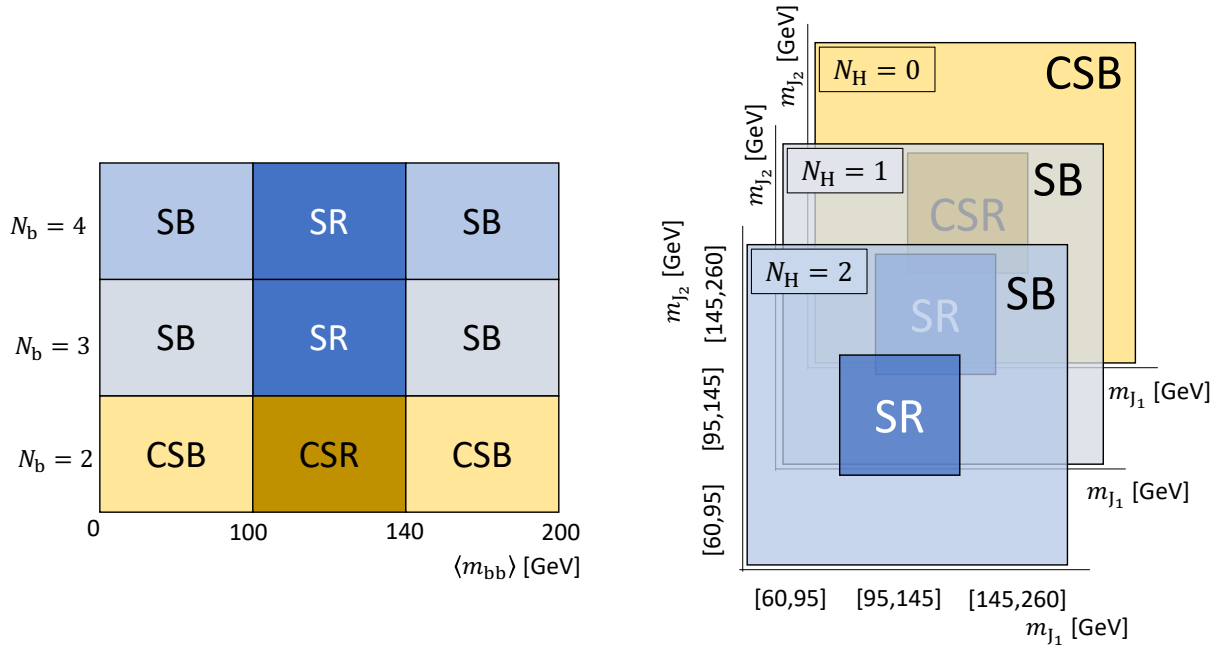 SB SR SB
N_b = 4
SB SR SB
N_b = 3
CSB CSR CSB
N_b = 2
0 100 140 200
⟨m_bb⟩ [GeV]
m_J₂ [GeV]
N_H = 0
CSB
CSR
m_J₁ [GeV]
m_J₂ [GeV]
N_H = 1
SB
SR
m_J₁ [GeV]
m_J₂ [GeV]
N_H = 2
SB
SR
[145,260]
[95,145]
[60,95]
[60,95] [95,145] [145,260]
m_J₁ [GeV]